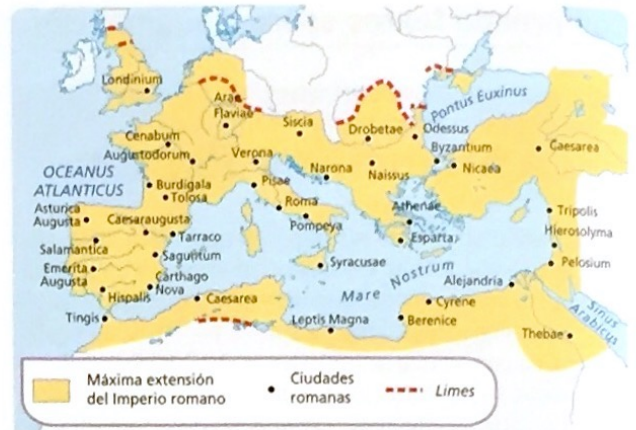 Londinium
Arae
Flaviae
Siscia
Drobetae
Odessus
Pontus Euxinus
Cenabum
Augustodorum
Verona
Narona
Naissus
Byzantium
Nicaea
Caesarea
OCEANUS
ATLANTICUS
Burdigala
Tolosa
Pisae
Roma
Pompeya
Athenae
Esparta
Asturica
Augusta
Caesaraugusta
Tarraco
Tripolis
Hierosolyma
Salamantica
Saguntum
Syracusae
Mare Nostrum
Alejandria
Pelosium
Emerita
Augusta
Carthago
Nova
Hispalis
Caesarea
Cyrene
Sinus
Arabicus
Tingis
Leptis Magna
Berenice
Thebae
Máxima extensión
del Imperio romano
Ciudades
romanas
Limes